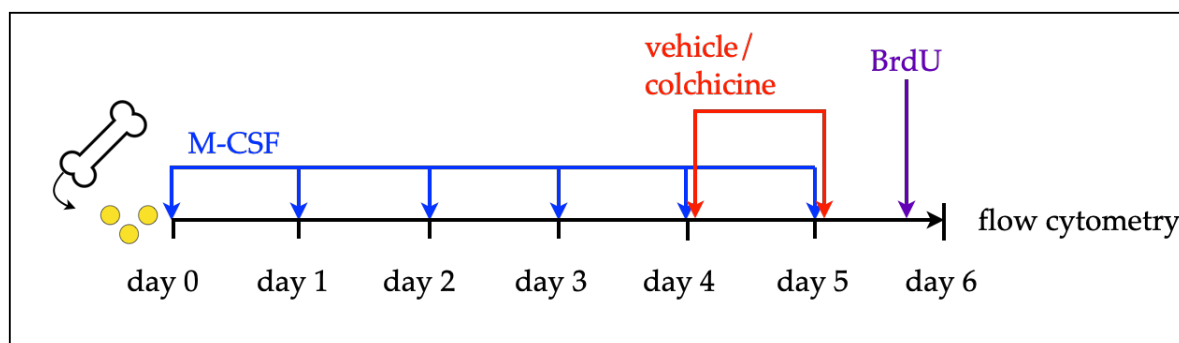 vehicle/
colchicine
BrdU
M-CSF
flow cytometry
day 0
day 1
day 2
day 3
day 4
day 5
day 6